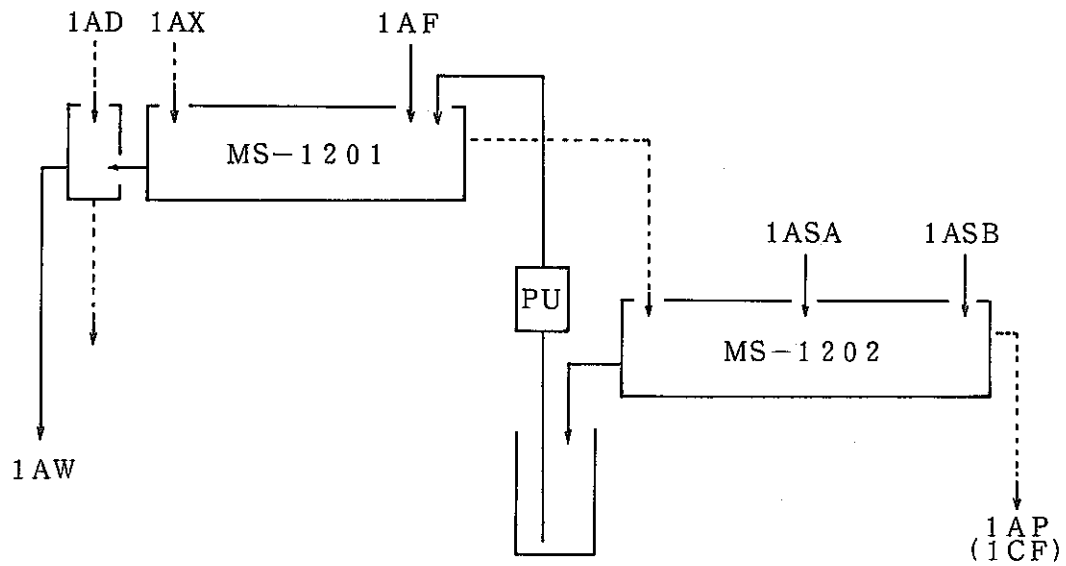 1AD 1AX 1AF
MS-1201
1ASA 1ASB
PU
MS-1202
1AW
1AP
(1CF)